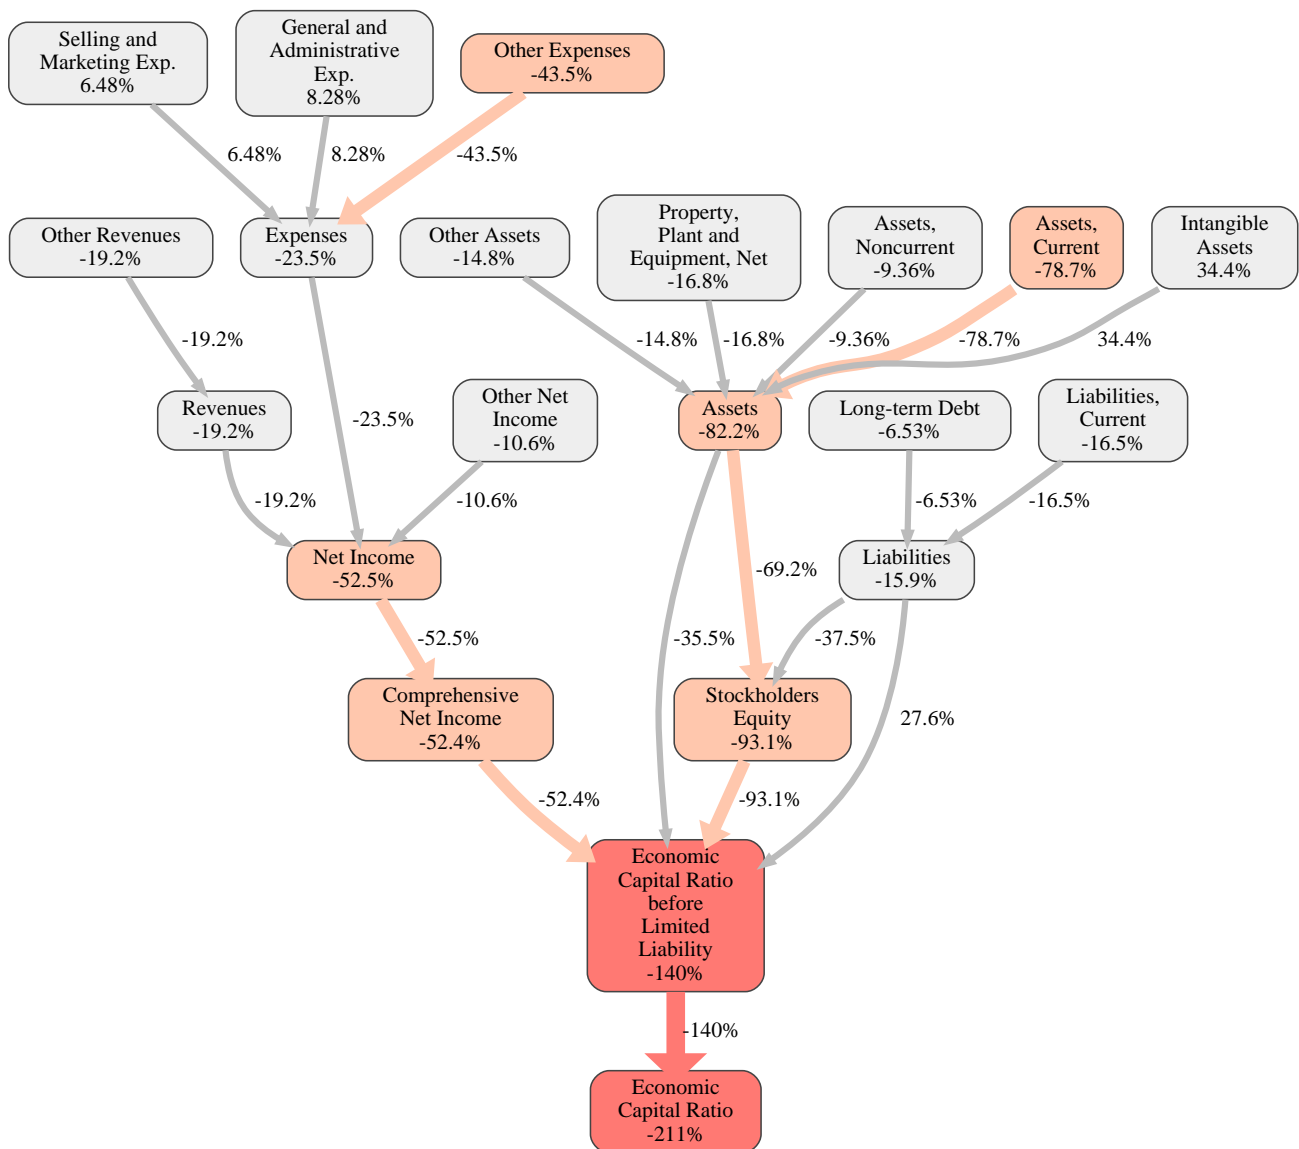 Selling and
Marketing Exp.
6.48%
General and
Administrative
Exp.
8.28%
Other Expenses
-43.5%
6.48%
8.28%
-43.5%
Other Revenues
-19.2%
Expenses
-23.5%
Other Assets
-14.8%
Property,
Plant and
Equipment, Net
-16.8%
Assets,
Noncurrent
-9.36%
Assets,
Current
-78.7%
Intangible
Assets
34.4%
-19.2%
-14.8%
-16.8%
-9.36%
-78.7%
34.4%
Revenues
-19.2%
-23.5%
Other Net
Income
-10.6%
Assets
-82.2%
Long-term Debt
-6.53%
Liabilities,
Current
-16.5%
-19.2%
-10.6%
-6.53%
-16.5%
Net Income
-52.5%
-69.2%
Liabilities
-15.9%
-52.5%
-35.5%
-37.5%
Comprehensive
Net Income
-52.4%
Stockholders
Equity
-93.1%
27.6%
-52.4%
-93.1%
Economic
Capital Ratio
before
Limited
Liability
-140%
-140%
Economic
Capital Ratio
-211%